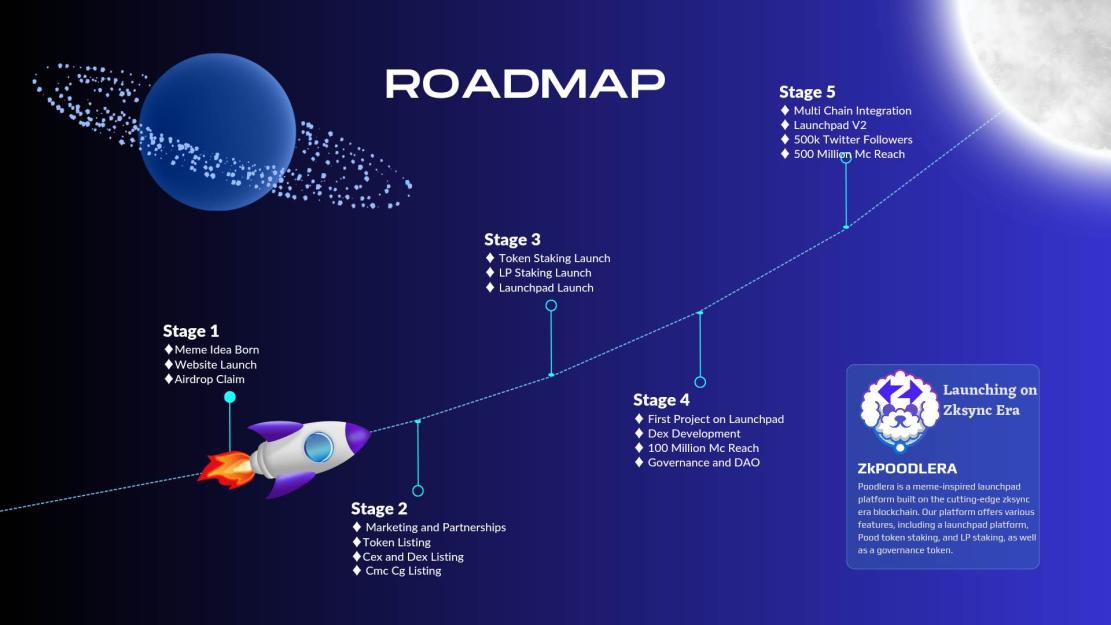 ROADMAP
Stage 1
♦Meme Idea Born
♦Website Launch
♦Airdrop Claim
Stage 2
♦ Marketing and Partnerships
♦Token Listing
♦Cex and Dex Listing
♦ Cmc Cg Listing
Stage 3
♦ Token Staking Launch
♦ LP Staking Launch
♦ Launchpad Launch
Stage 4
♦ First Project on Launchpad
♦ Dex Development
♦ 100 Million Mc Reach
♦ Governance and DAO
Stage 5
♦ Multi Chain Integration
♦ Launchpad V2
♦ 500k Twitter Followers
♦ 500 Million Mc Reach
Launching on
Zksync Era
ZkPOODLERA
Poodlera is a meme-inspired launchpad
platform built on the cutting-edge zksync
era blockchain. Our platform offers various
features, including a launchpad platform,
Pood token staking, and LP staking, as well
as a governance token.